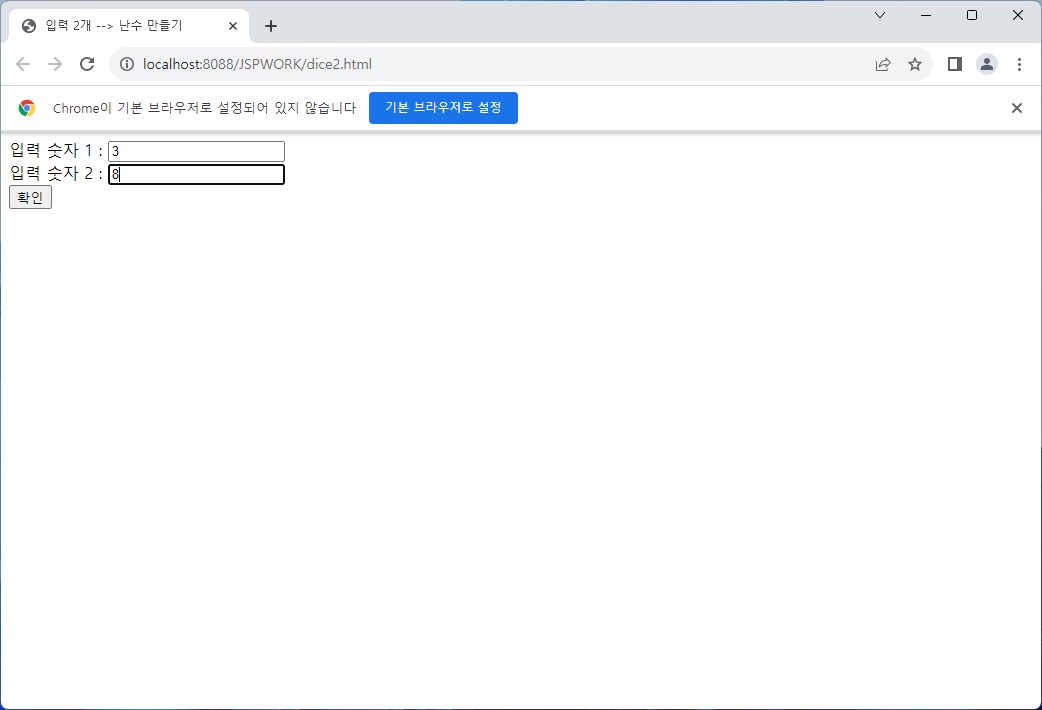 입력 2개 --> 난수 만들기
localhost:8088/JSPWORK/dice2.html
Chrome이 기본 브라우저로 설정되어 있지 않습니다 기본 브라우저로 설정
입력 숫자 1 : 3
입력 숫자 2 : 8
확인